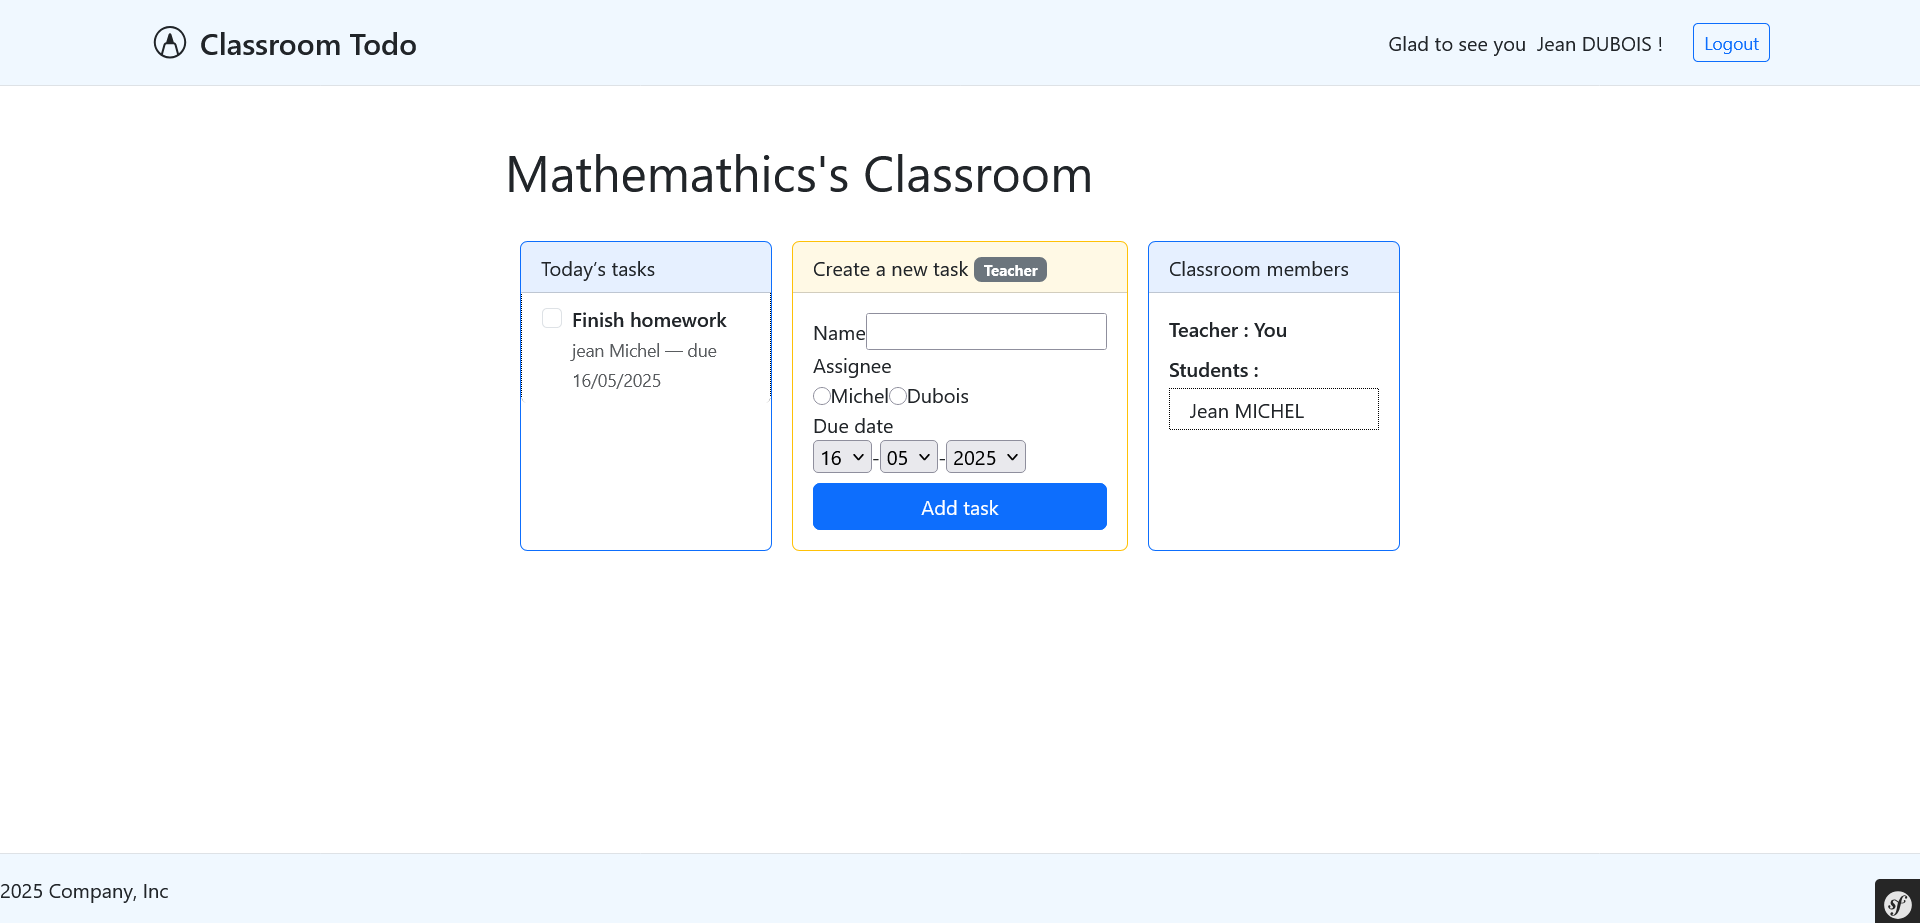 Classroom Todo
Glad to see you Jean DUBOIS !
Logout
Mathemathics's Classroom
Today’s tasks
Finish homework
jean Michel — due
16/05/2025
Create a new task Teacher
Name
Assignee
Michel Dubois
Due date
16 - 05 - 2025
Add task
Classroom members
Teacher : You
Students :
Jean MICHEL
2025 Company, Inc
sf